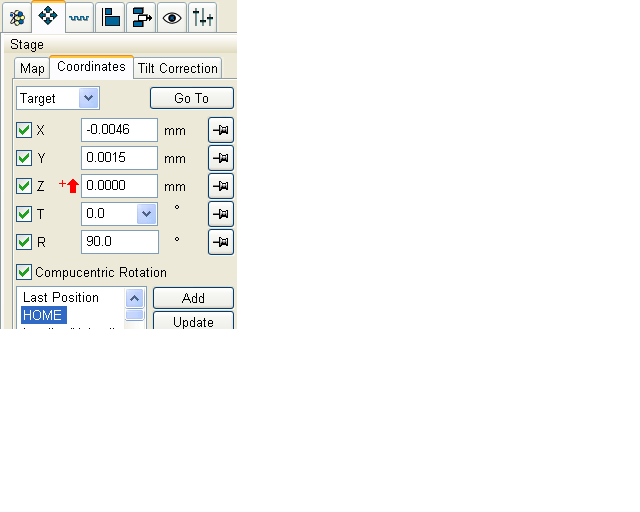 Stage
Map Coordinates Tilt Correction
Target Go To
X -0.0046 mm
Y 0.0015 mm
Z + 0.0000 mm
T 0.0 °
R 90.0 °
Compucentric Rotation
Last Position Add
HOME Update